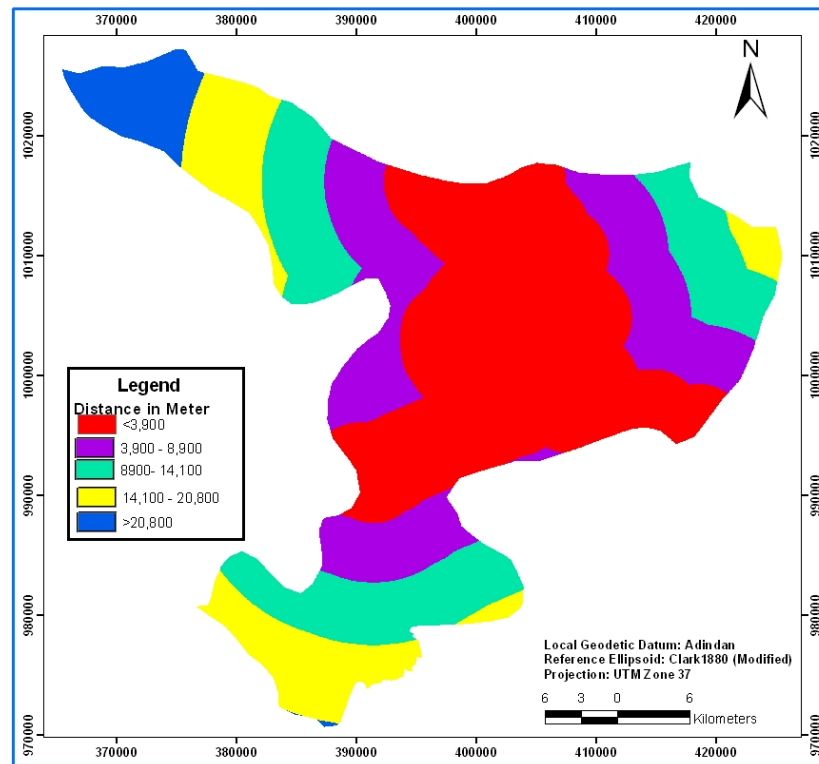 370000 380000 390000 400000 410000 420000
N
1020000 1020000
1010000 1010000
1000000 1000000
990000 990000
980000 980000
970000 970000
Legend
Distance in Meter
<3,900
3,900 - 8,900
8900- 14,100
14,100 - 20,800
>20,800
Local Geodetic Datum: Adindan
Reference Ellipsoid: Clark1880 (Modified)
Projection: UTM Zone 37
6 3 0 6
Kilometers
370000 380000 390000 400000 410000 420000